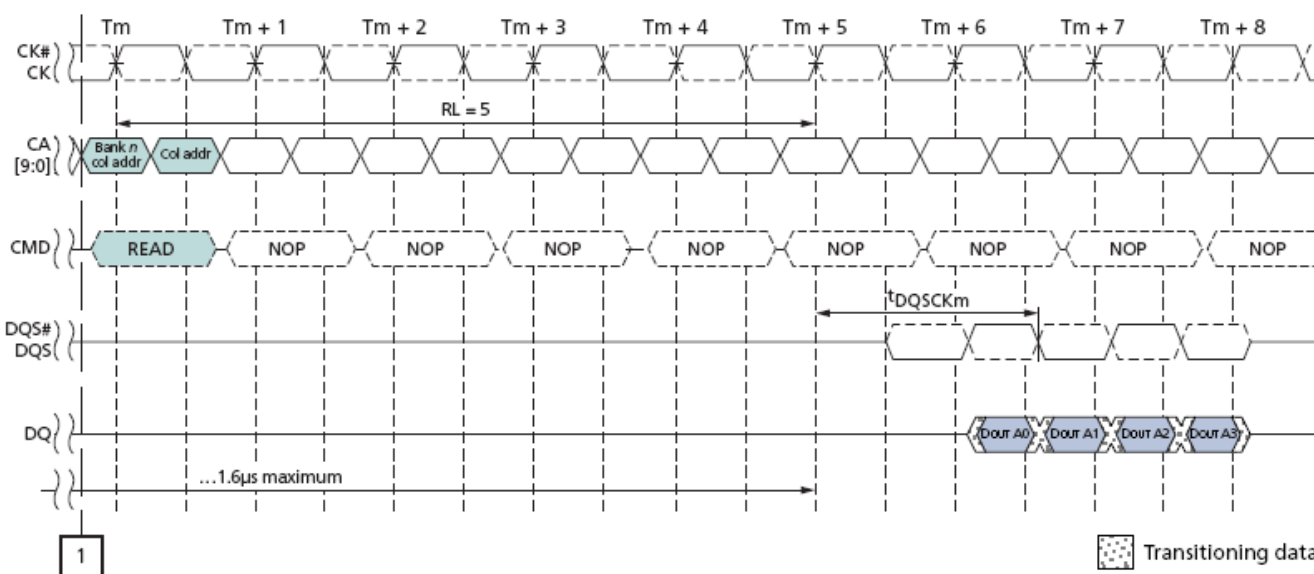 Tm Tm + 1 Tm + 2 Tm + 3 Tm + 4 Tm + 5 Tm + 6 Tm + 7 Tm + 8
CK#
CK
RL = 5
CA
[9:0]
Bank n
col addr
Col addr
CMD READ NOP NOP NOP NOP NOP NOP NOP NOP
tDQSCKm
DQS#
DQS
DQ DOUT A0 DOUT A1 DOUT A2 DOUT A3
...1.6µs maximum
1
Transitioning data